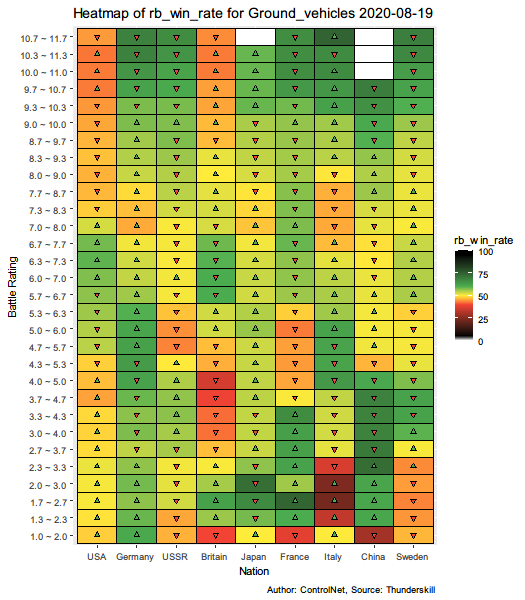 Heatmap of rb_win_rate for Ground_vehicles 2020-08-19
Battle Rating
10.7 ~ 11.7
10.3 ~ 11.3
10.0 ~ 11.0
9.7 ~ 10.7
9.3 ~ 10.3
9.0 ~ 10.0
8.7 ~ 9.7
8.3 ~ 9.3
8.0 ~ 9.0
7.7 ~ 8.7
7.3 ~ 8.3
7.0 ~ 8.0
6.7 ~ 7.7
6.3 ~ 7.3
6.0 ~ 7.0
5.7 ~ 6.7
5.3 ~ 6.3
5.0 ~ 6.0
4.7 ~ 5.7
4.3 ~ 5.3
4.0 ~ 5.0
3.7 ~ 4.7
3.3 ~ 4.3
3.0 ~ 4.0
2.7 ~ 3.7
2.3 ~ 3.3
2.0 ~ 3.0
1.7 ~ 2.7
1.3 ~ 2.3
1.0 ~ 2.0
USA Germany USSR Britain Japan France Italy China Sweden
Nation
rb_win_rate
100
75
50
25
0
Author: ControlNet, Source: Thunderskill